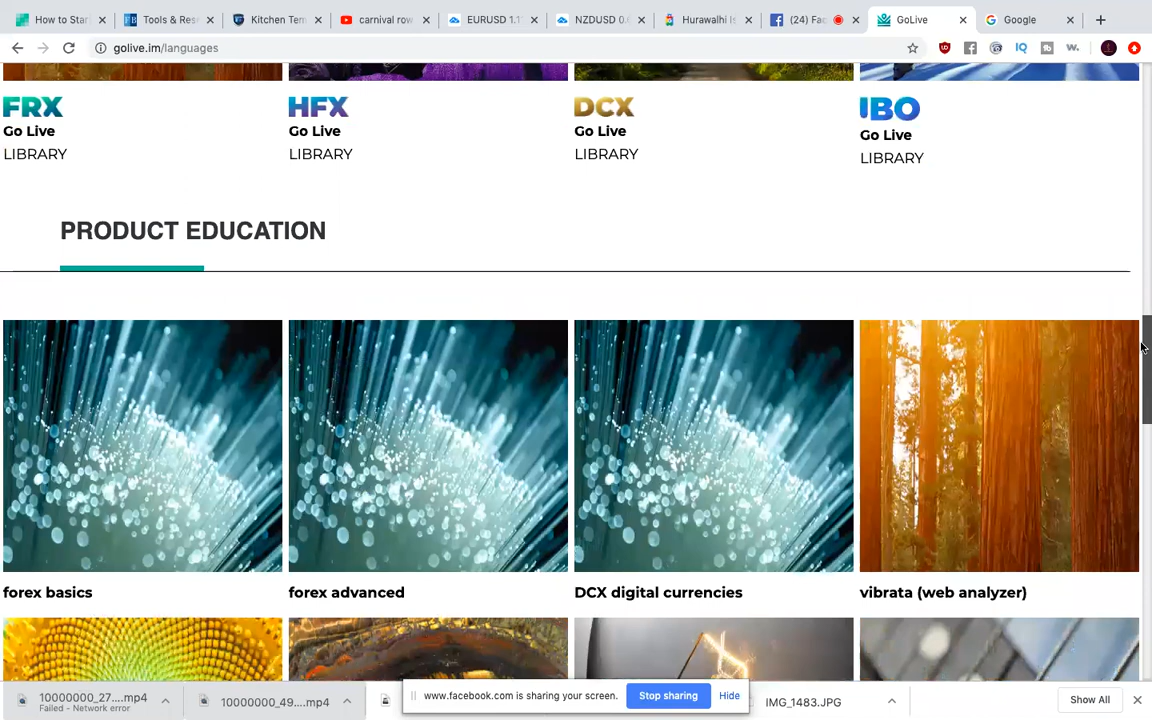 How to Star
Tools & Res
Kitchen Tem
carnival row
EURUSD 1.1
NZDUSD 0.
Hurawalhi Is
(24) Fac
GoLive
Google
golive.im/languages
IQ
W.
FRX
Go Live
LIBRARY
HFX
Go Live
LIBRARY
DCX
Go Live
LIBRARY
IBO
Go Live
LIBRARY
PRODUCT EDUCATION
forex basics
forex advanced
DCX digital currencies
vibrata (web analyzer)
10000000_27....mp4
Failed - Network error
10000000_49....mp4
www.facebook.com is sharing your screen.
Stop sharing
Hide
IMG_1483.JPG
Show All